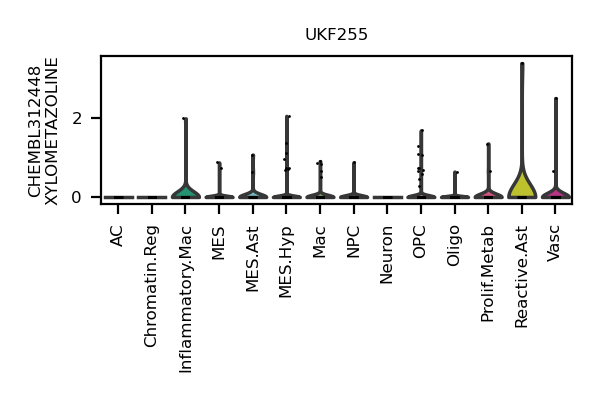 UKF255
CHEMBL312448
XYLOMETAZOLINE
2
0
AC
Chromatin.Reg
Inflammatory.Mac
MES
MES.Ast
MES.Hyp
Mac
NPC
Neuron
OPC
Oligo
Prolif.Metab
Reactive.Ast
Vasc